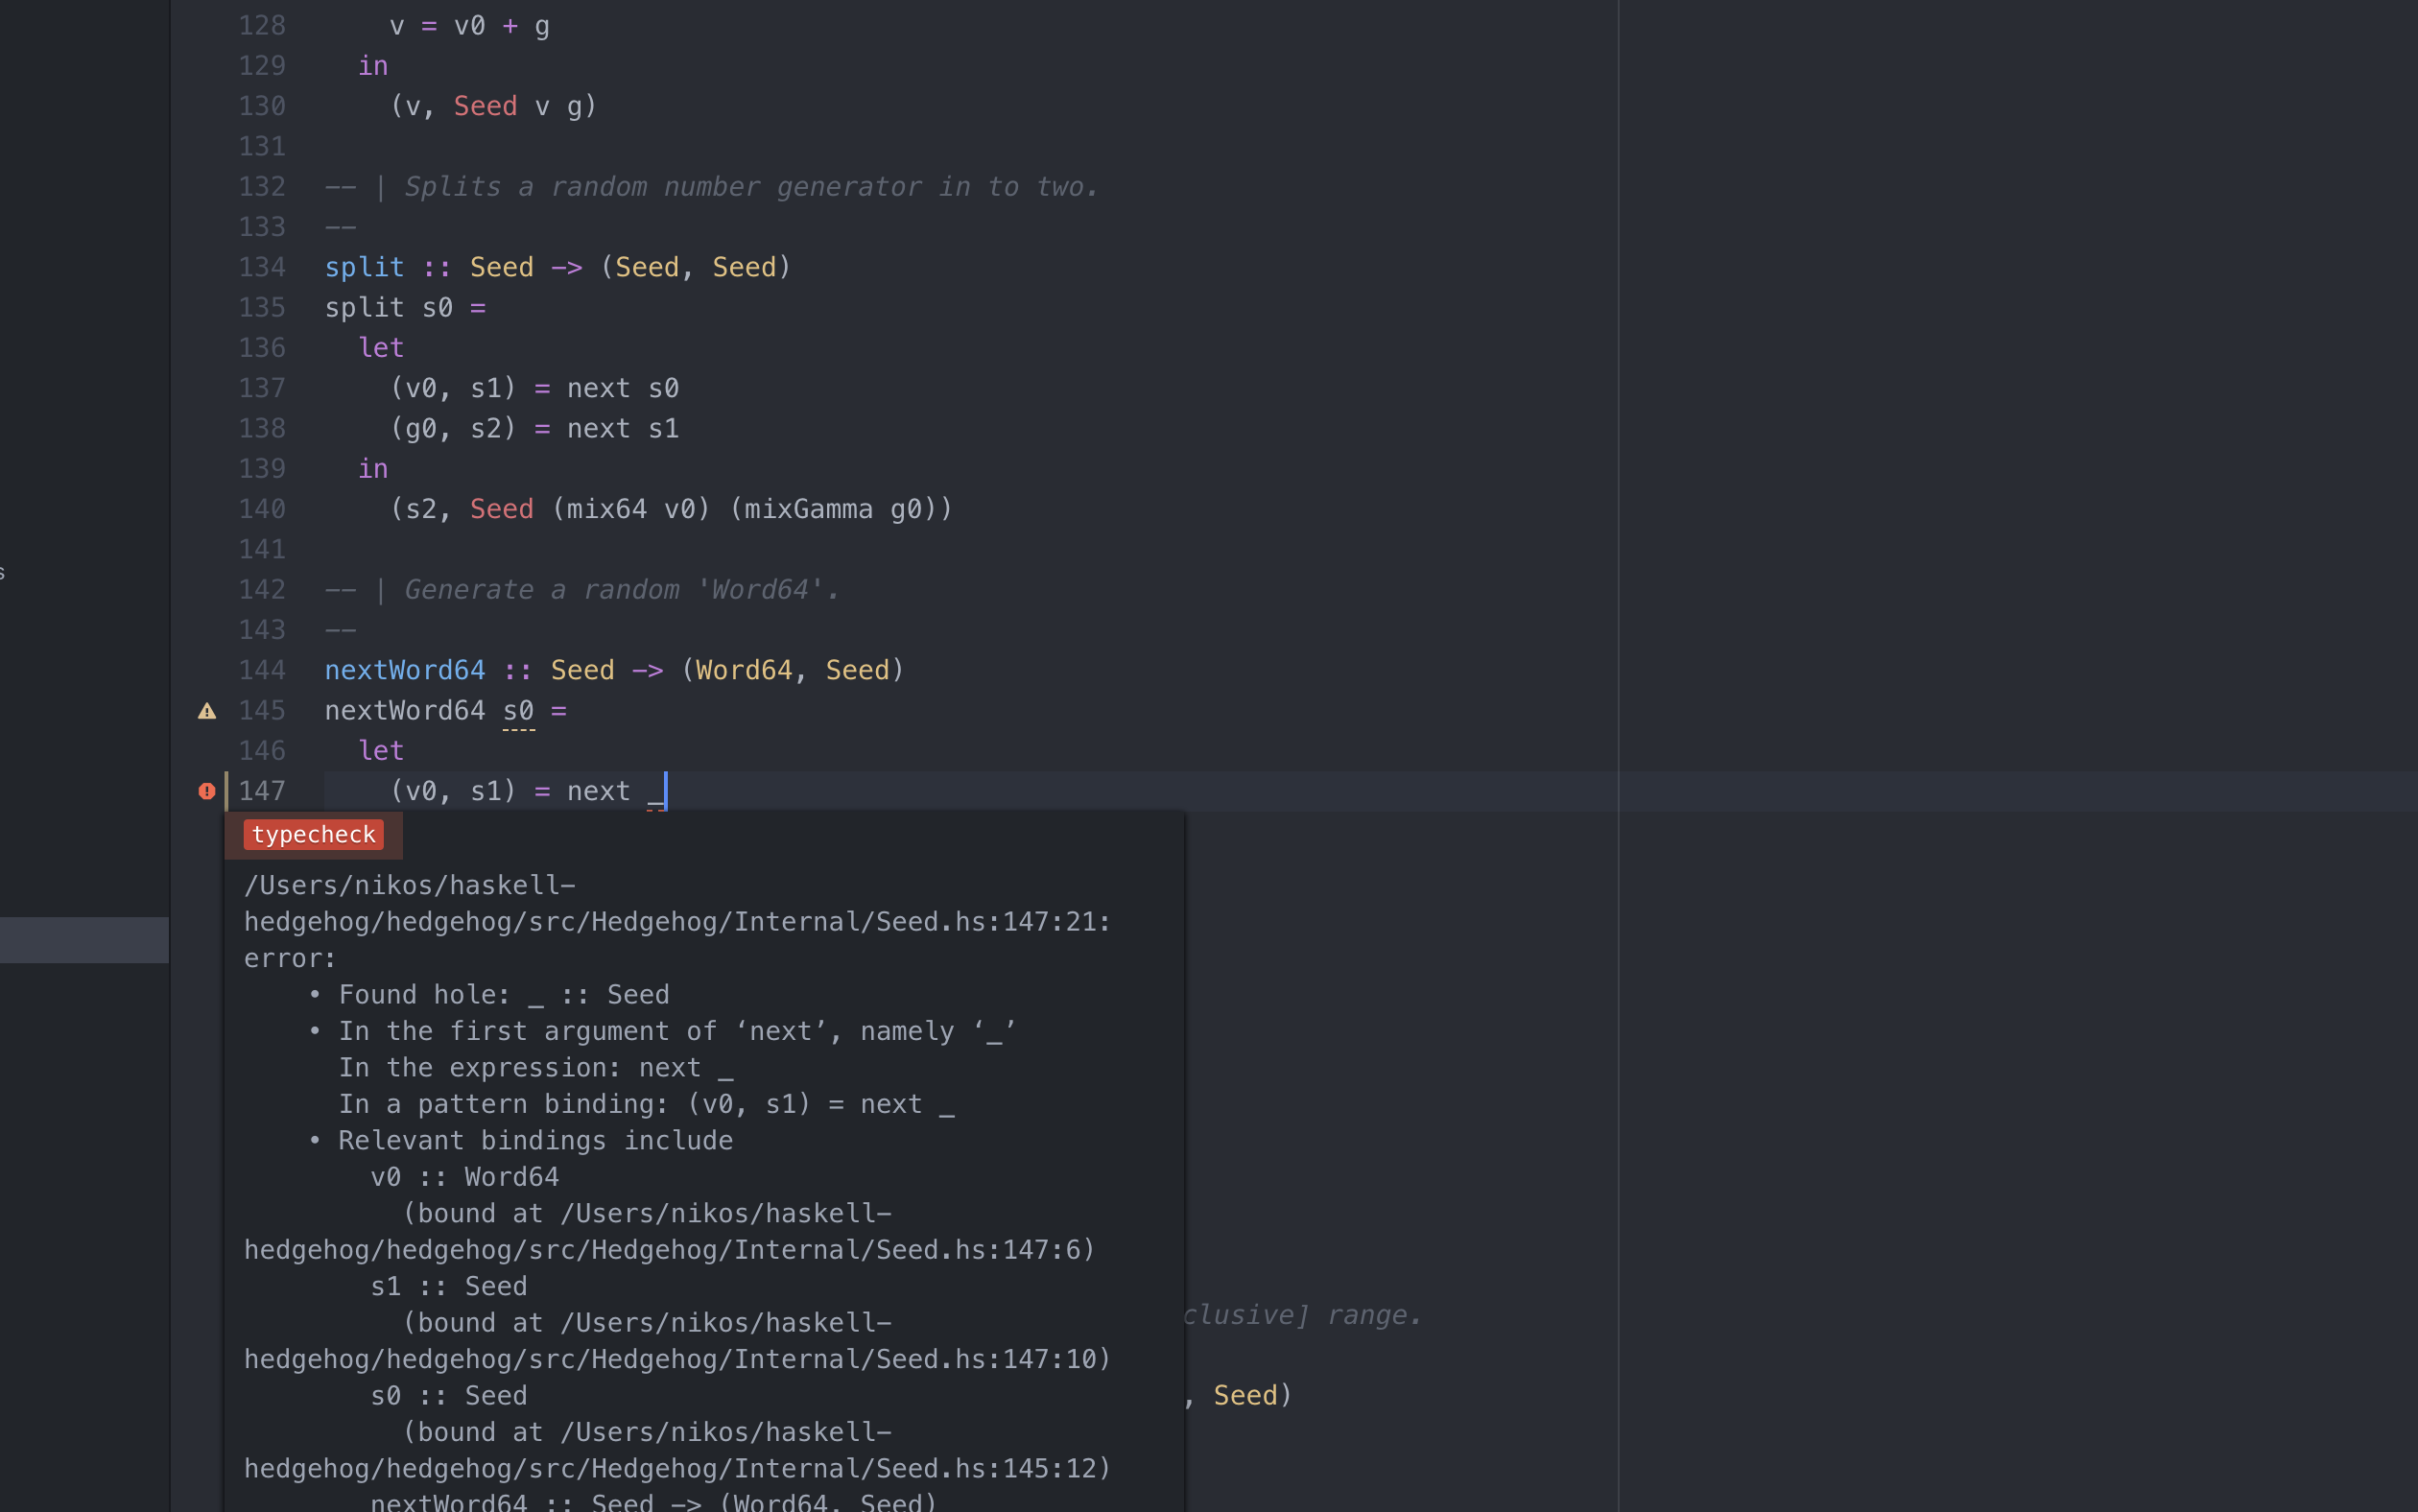 128 v = v0 + g
129 in
130 (v, Seed v g)
131
132 -- | Splits a random number generator in to two.
133 --
134 split :: Seed -> (Seed, Seed)
135 split s0 =
136 let
137 (v0, s1) = next s0
138 (g0, s2) = next s1
139 in
140 (s2, Seed (mix64 v0) (mixGamma g0))
141
s
142 -- | Generate a random 'Word64'.
143 --
144 nextWord64 :: Seed -> (Word64, Seed)
145 nextWord64 s0 =
146 let
147 (v0, s1) = next _
typecheck
/Users/nikos/haskell-
hedgehog/hedgehog/src/Hedgehog/Internal/Seed.hs:147:21:
error:
• Found hole: _ :: Seed
• In the first argument of ‘next’, namely ‘_’
In the expression: next _
In a pattern binding: (v0, s1) = next _
• Relevant bindings include
v0 :: Word64
(bound at /Users/nikos/haskell-
hedgehog/hedgehog/src/Hedgehog/Internal/Seed.hs:147:6)
s1 :: Seed
(bound at /Users/nikos/haskell-
hedgehog/hedgehog/src/Hedgehog/Internal/Seed.hs:147:10)
s0 :: Seed
(bound at /Users/nikos/haskell-
hedgehog/hedgehog/src/Hedgehog/Internal/Seed.hs:145:12)
nextWord64 :: Seed -> (Word64, Seed)
clusive] range.
, Seed)